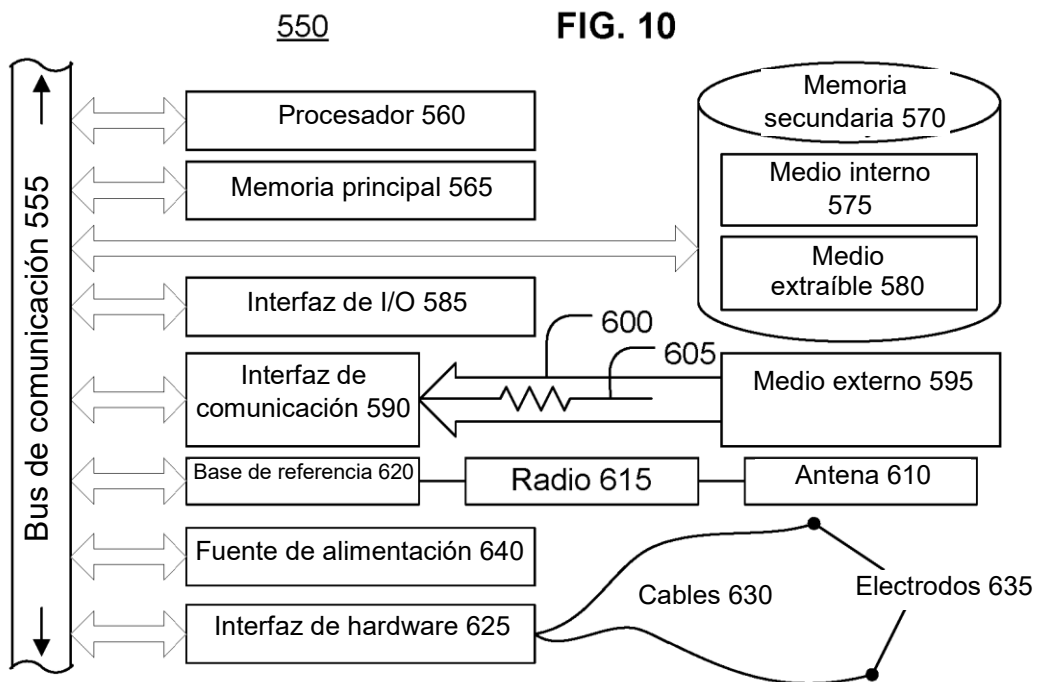 550
FIG. 10
Bus de comunicación 555
Procesador 560
Memoria principal 565
Memoria
secundaria 570
Medio interno
575
Medio
extraíble 580
Interfaz de I/O 585
600
605
Interfaz de
comunicación 590
Medio externo 595
Base de referencia 620
Radio 615
Antena 610
Fuente de alimentación 640
Cables 630
Electrodos 635
Interfaz de hardware 625